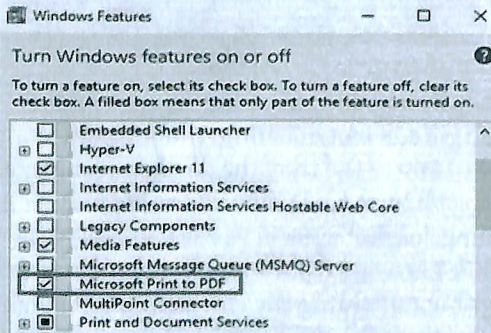 Windows Features
Turn Windows features on or off
To turn a feature on, select its check box. To turn a feature off, clear its
check box. A filled box means that only part of the feature is turned on.
Embedded Shell Launcher
Hyper-V
Internet Explorer 11
Internet Information Services
Internet Information Services Hostable Web Core
Legacy Components
Media Features
Microsoft Message Queue (MSMQ) Server
Microsoft Print to PDF
MultiPoint Connector
Print and Document Services